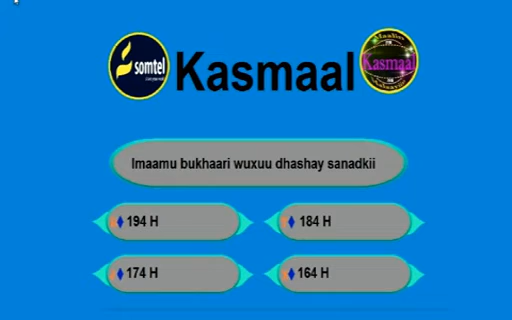 somtel
Kasmaal
Kasmaal
Imaamu bukhaari wuxuu dhashay sanadkii
194 H
184 H
174 H
164 H